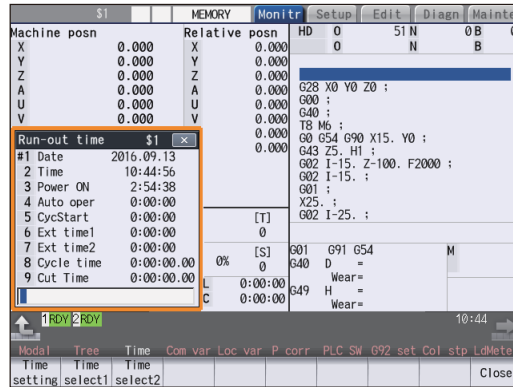 $1 MEMORY Monitr Setup Edit Diagn Mainte
Machine posn
X 0.000
Y 0.000
Z 0.000
A 0.000
U 0.000
V 0.000
Relative posn
X 0.000
Y 0.000
Z 0.000
A 0.000
U 0.000
V 0.000
0.000
0.000
HD O 51 N 0 B
O N B
G28 X0 Y0 Z0 ;
G00 ;
G40 ;
T8 M6 ;
G0 G54 G90 X15. Y0 ;
G43 Z5. H1 ;
G02 I-15. Z-100. F2000 ;
G02 I-15. ;
G01 ;
X25. ;
G02 I-25. ;
Run-out time $1
#1 Date 2016.09.13
2 Time 10:44:56
3 Power ON 2:54:38
4 Auto oper 0:00:00
5 CycStart 0:00:00
6 Ext time1 0:00:00
7 Ext time2 0:00:00
8 Cycle time 0:00:00.00
9 Cut Time 0:00:00.00
[T]
0
0% [S]
0
L 0:00:00
C 0:00:00
G01 G91 G54 M
G40 D =
Wear=
G49 H =
Wear=
1RDY 2RDY
10:44
Modal Tree Time Com var Loc var P corr PLC SW G92 set Col stp LdMete
Time setting
Time select1
Time select2
Close